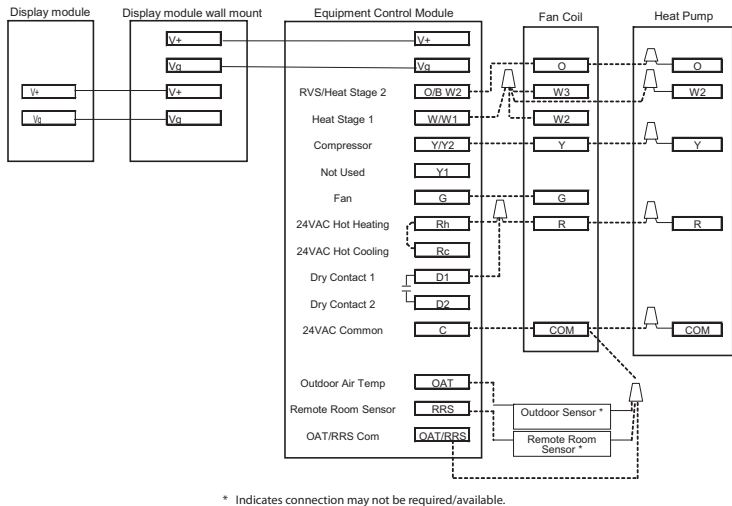 Display module
Display module wall mount
Equipment Control Module
Fan Coil
Heat Pump
V+ V+
Vg Vg
V+ V+
Vg Vg
RVS/Heat Stage 2 O/B W2 O O
W3 W2
Heat Stage 1 W/W1 W2
Compressor Y/Y2 Y Y
Not Used Y1
Fan G G
24VAC Hot Heating Rh R R
24VAC Hot Cooling Rc
Dry Contact 1 D1
Dry Contact 2 D2
24VAC Common C COM COM
Outdoor Air Temp OAT
Remote Room Sensor RRS
OAT/RRS Com OAT/RRS
Outdoor Sensor *
Remote Room
Sensor *
* Indicates connection may not be required/available.